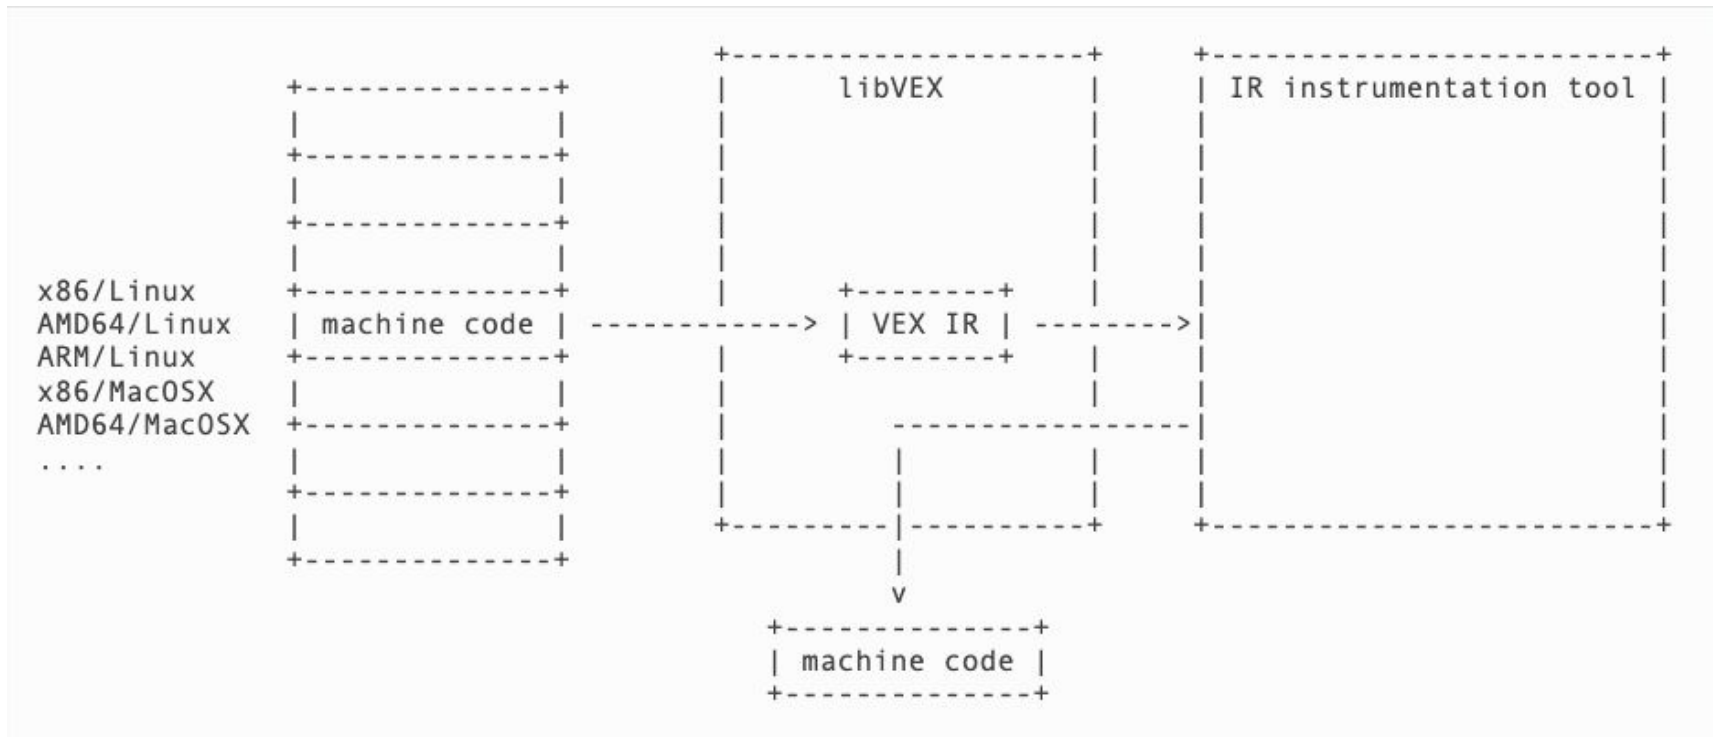 libVEX
IR instrumentation tool
x86/Linux
AMD64/Linux
machine code
VEX IR
ARM/Linux
x86/MacOSX
AMD64/MacOSX
....
machine code